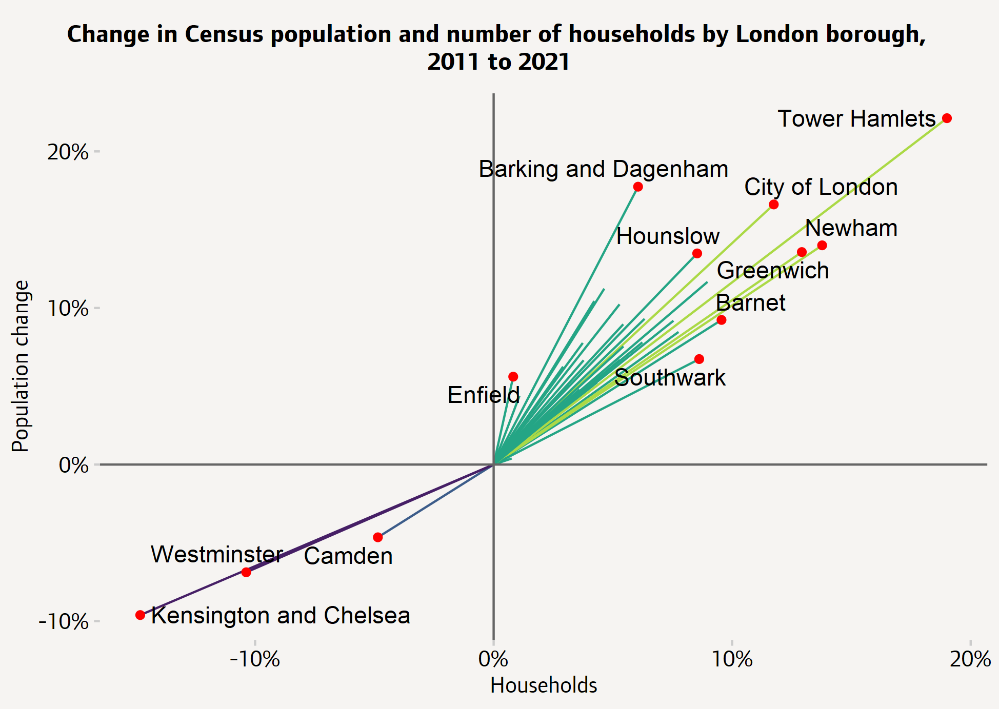 Change in Census population and number of households by London borough,
2011 to 2021
Tower Hamlets
20%
Barking and Dagenham
City of London
Newham
Hounslow
Greenwich
10%
Barnet
Population change
Southwark
Enfield
0%
Westminster
Camden
-10%
Kensington and Chelsea
-10%
0%
10%
20%
Households